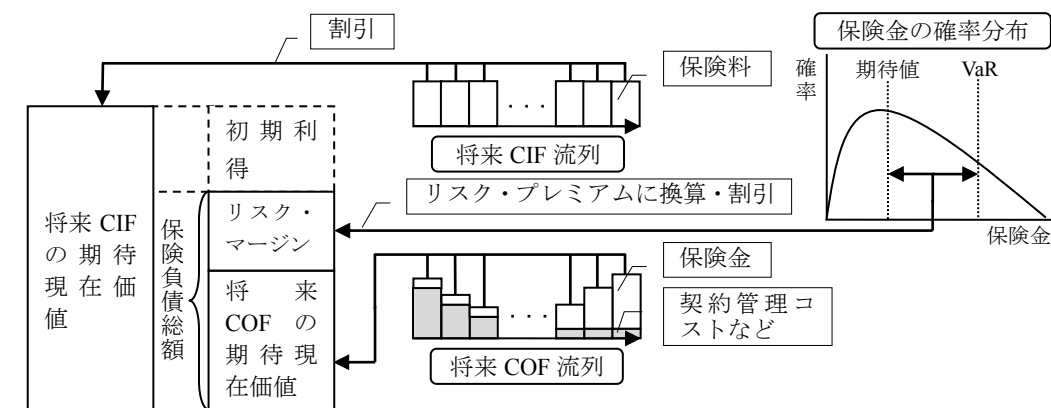 割引
保険金の確率分布
保険料
確率
期待値
VaR
・・・
将来 CIF 流列
初期利
得
リスク・プレミアムに換算・割引
保険金
将来 CIF
の期待
現在価
値
保険負債総額
リスク・
マージン
将来
COF の
期待現
在価値
保険金
契約管理コ
ストなど
・・・
将来 COF 流列